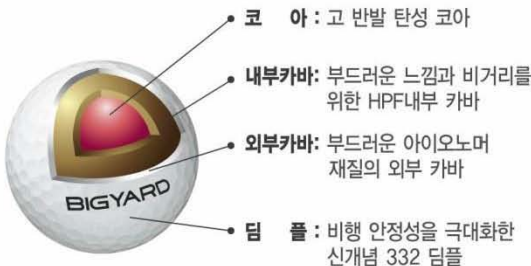 코 아 : 고 반발 탄성 코아
내부카바: 부드러운 느낌과 비거리를
위한 HPF내부 카바
외부카바: 부드러운 아이오노머
재질의 외부 카바
BIGYARD
딤 플 : 비행 안정성을 극대화한
신개념 332 딤플